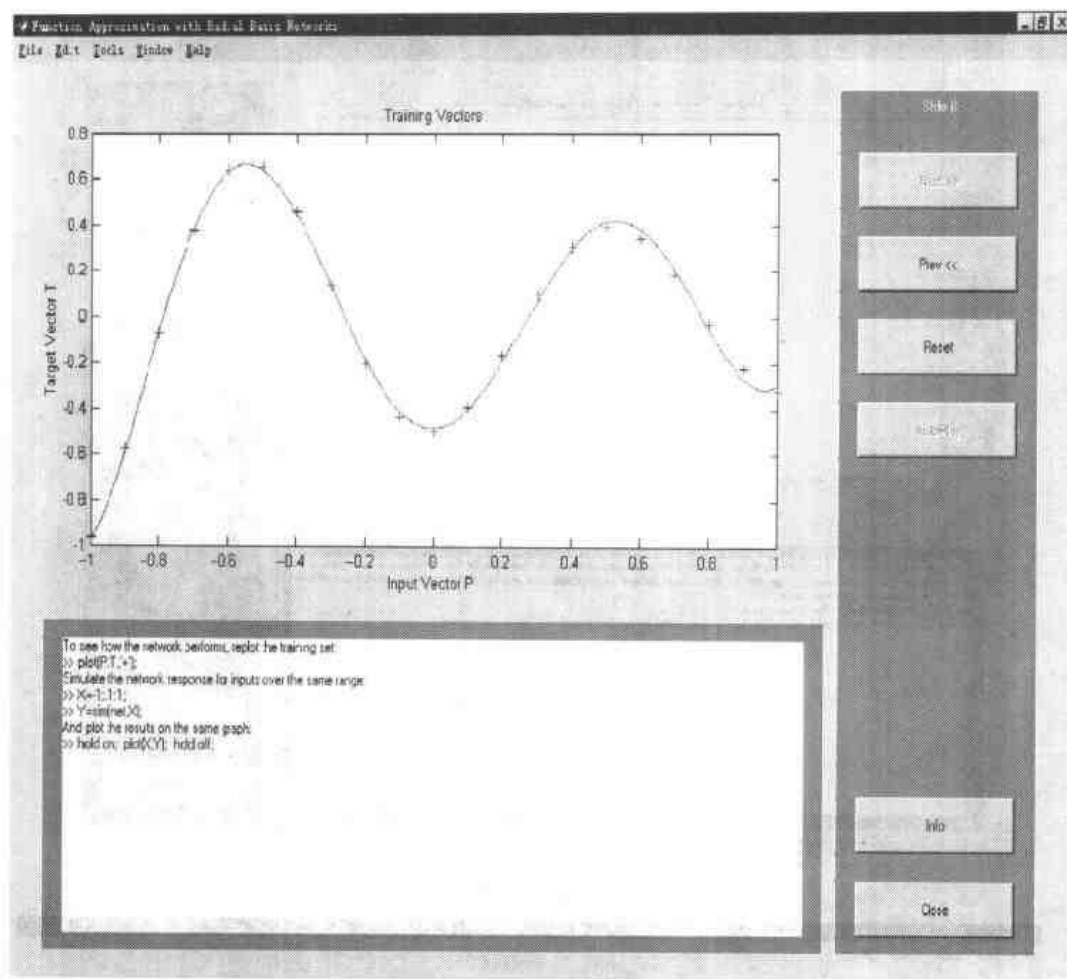 Function Approximation with Radial Basis Networks
File Edit Tools Window Help
Training Vectors
Target Vector T
0.8
0.6
0.4
0.2
0
-0.2
-0.4
-0.6
-0.8
-1
-1 -0.8 -0.6 -0.4 -0.2 0 0.2 0.4 0.6 0.8 1
Input Vector P
Prev <<
Reset
Info
Close
To see how the network performs, replot the training set:
>> plot(P,T,'+');
Simulate the network response for inputs over the same range:
>> X=-1:.1:1;
>> Y=sim(net,X);
And plot the results on the same graph:
>> hold on; plot(X,Y); hold off;